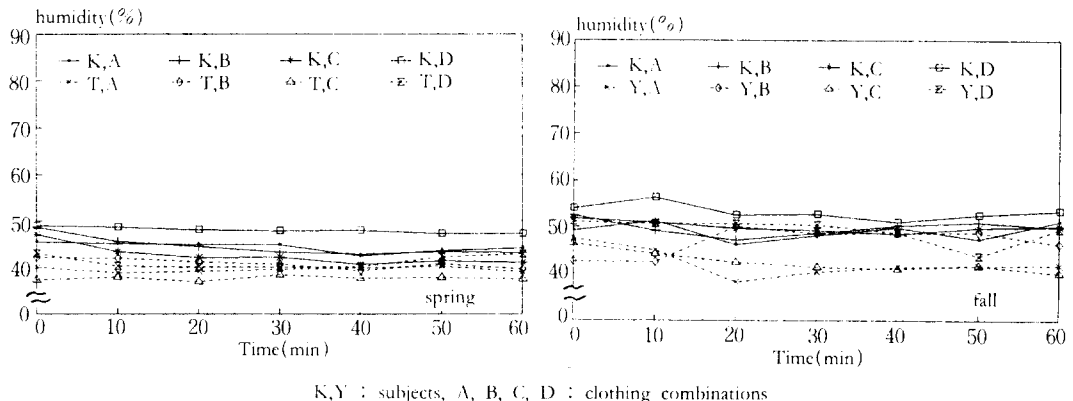 humidity(%)
90
80
70
60
50
40
0
K,A K,B K,C K,D
T,A T,B T,C T,D
spring
0 10 20 30 40 50 60
Time(min)
humidity(%)
90
80
70
60
50
40
0
K,A K,B K,C K,D
Y,A Y,B Y,C Y,D
fall
0 10 20 30 40 50 60
Time(min)
K,Y : subjects, A, B, C, D : clothing combinations